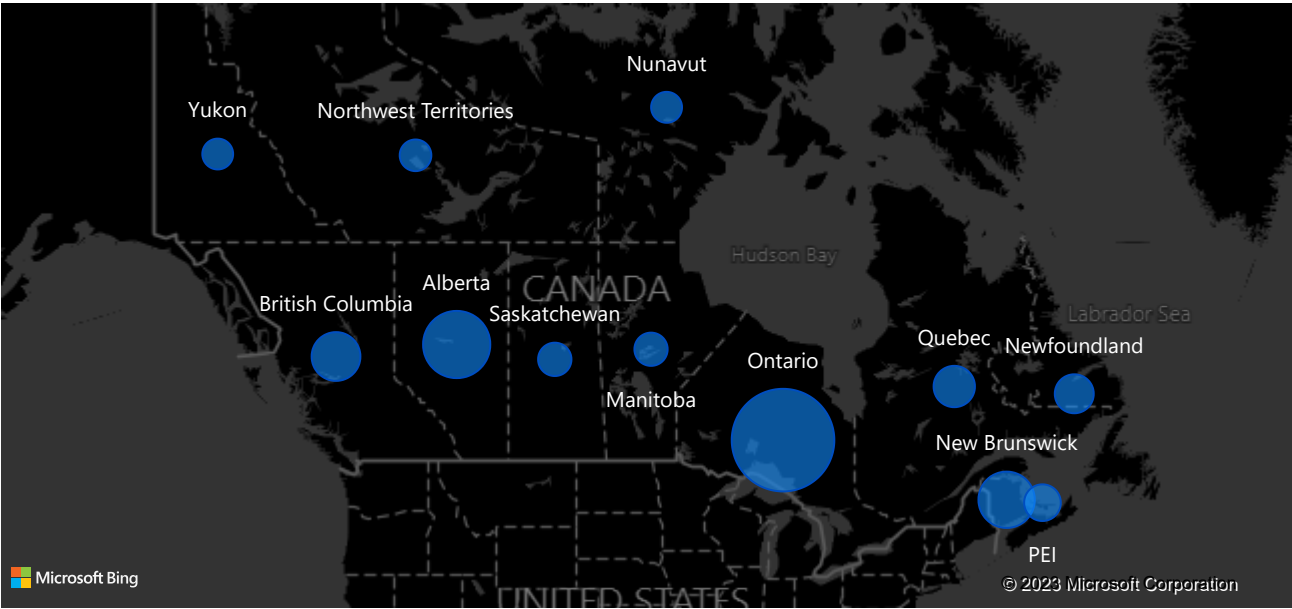 Nunavut
Yukon
Northwest Territories
Hudson Bay
Alberta
CANADA
British Columbia
Saskatchewan
Labrador Sea
Quebec
Newfoundland
Ontario
Manitoba
New Brunswick
PEI
Microsoft Bing
© 2023 Microsoft Corporation
UNITED STATES